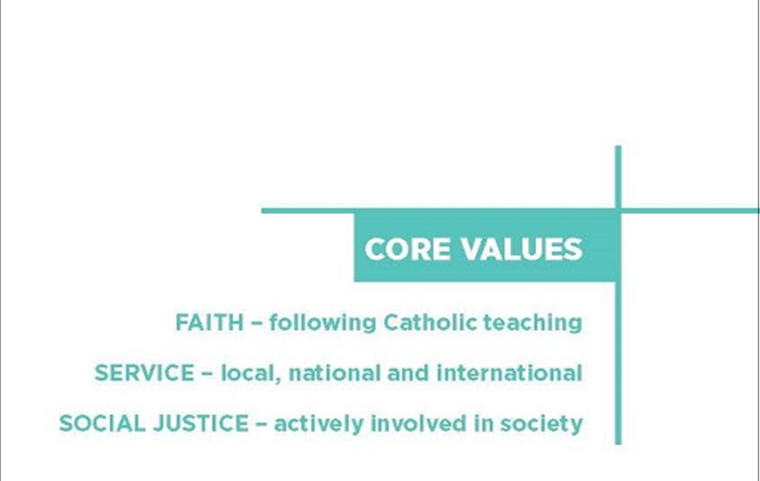 CORE VALUES
FAITH – following Catholic teaching
SERVICE – local, national and international
SOCIAL JUSTICE – actively involved in society